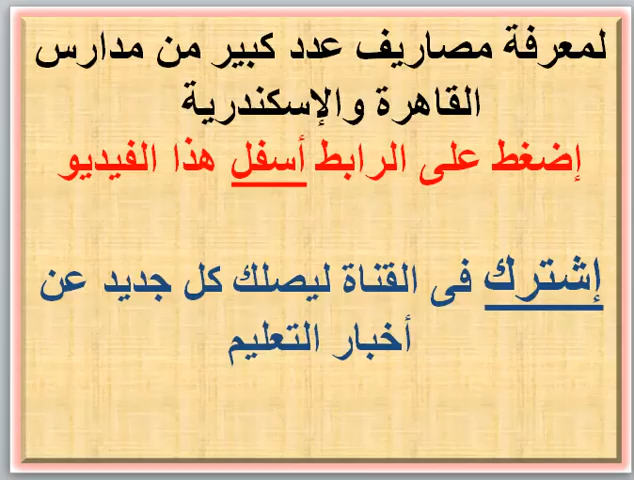 لمعرفة مصاريف عدد كبير من مدارس
القاهرة والإسكندرية
إضغط على الرابط أسفل هذا الفيديو
إشترك فى القناة ليصلك كل جديد عن
أخبار التعليم